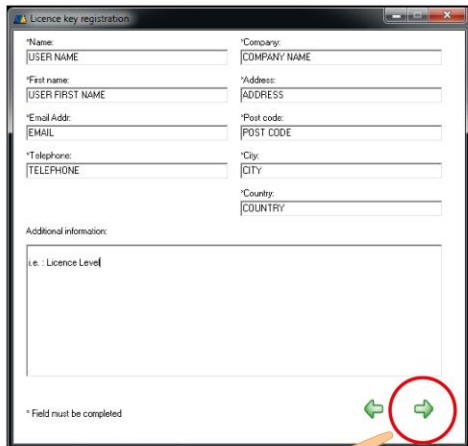 Licence key registration
*Name:
USER NAME
*First name:
USER FIRST NAME
*Email Addr:
EMAIL
*Telephone:
TELEPHONE
*Company:
COMPANY NAME
*Address:
ADDRESS
*Post code:
POST CODE
*City:
CITY
*Country:
COUNTRY
Additional information:
i.e. : Licence Level
* Field must be completed